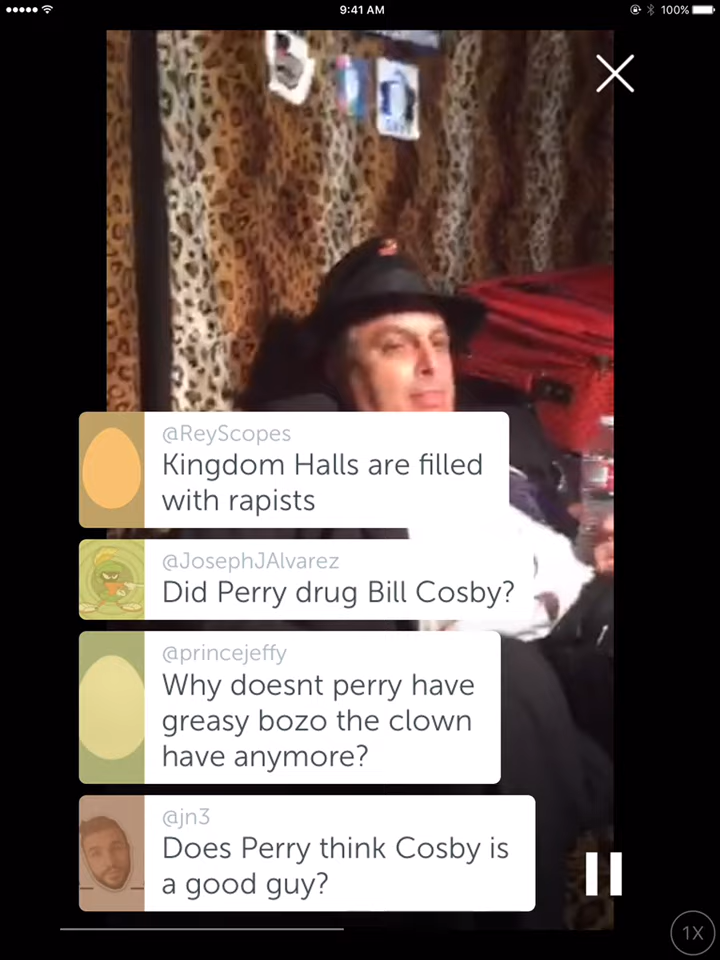 9:41 AM
100%
@ReyScopes
Kingdom Halls are filled
with rapists
@JosephJAlvarez
Did Perry drug Bill Cosby?
@princejeffy
Why doesnt perry have
greasy bozo the clown
have anymore?
@jn3
Does Perry think Cosby is
a good guy?
1X